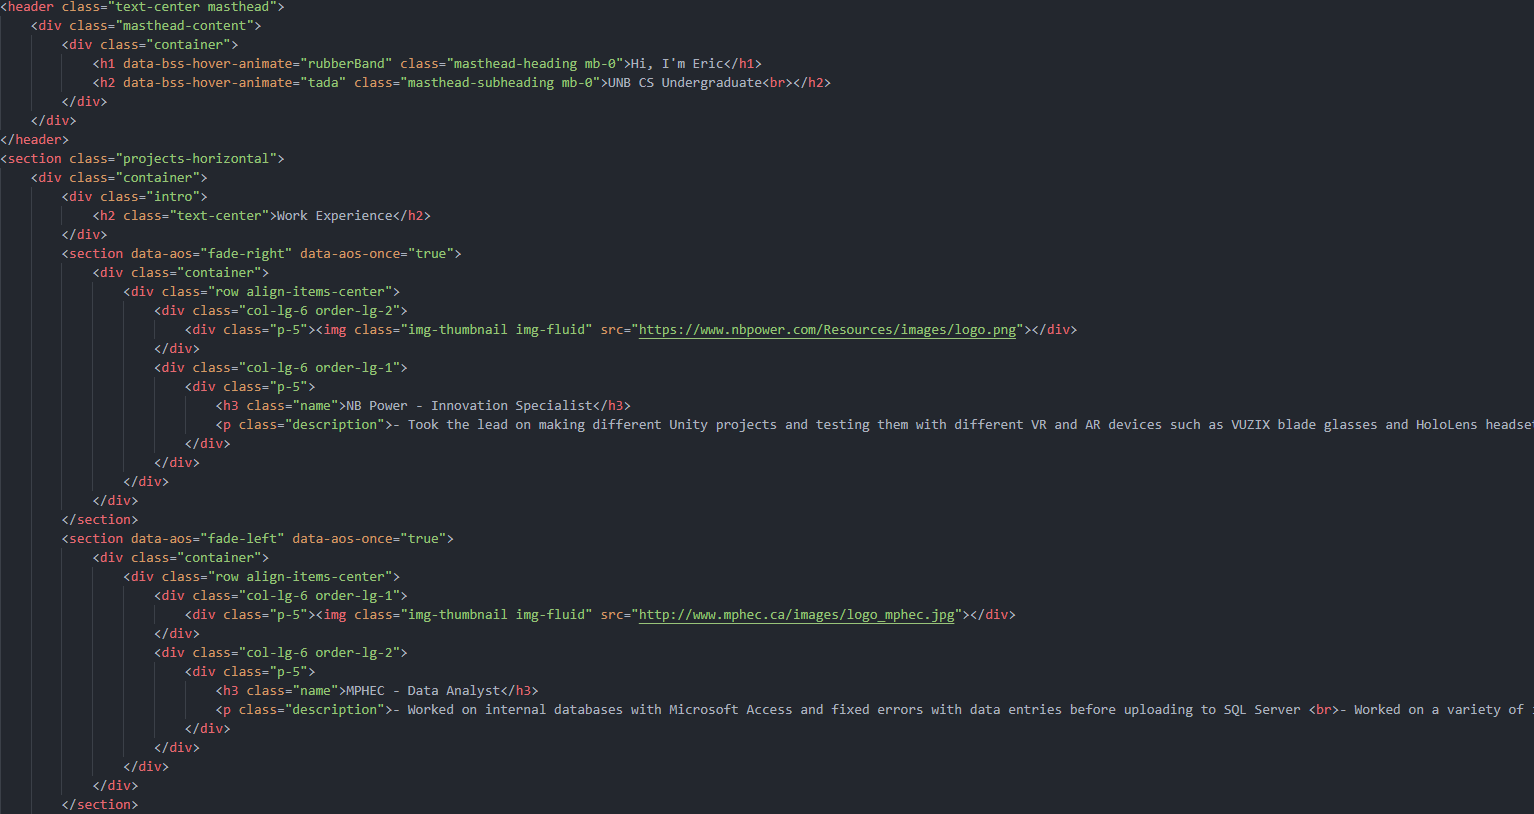 <header class="text-center masthead">
    <div class="masthead-content">
        <div class="container">
            <h1 data-bss-hover-animate="rubberBand" class="masthead-heading mb-0">Hi, I'm Eric</h1>
            <h2 data-bss-hover-animate="tada" class="masthead-subheading mb-0">UNB CS Undergraduate<br></h2>
        </div>
    </div>
</header>
<section class="projects-horizontal">
    <div class="container">
        <div class="intro">
            <h2 class="text-center">Work Experience</h2>
        </div>
        <section data-aos="fade-right" data-aos-once="true">
            <div class="container">
                <div class="row align-items-center">
                    <div class="col-lg-6 order-lg-2">
                        <div class="p-5"><img class="img-thumbnail img-fluid" src="https://www.nbpower.com/Resources/images/logo.png"></div>
                    </div>
                    <div class="col-lg-6 order-lg-1">
                        <div class="p-5">
                            <h3 class="name">NB Power - Innovation Specialist</h3>
                            <p class="description">- Took the lead on making different Unity projects and testing them with different VR and AR devices such as VUZIX blade glasses and HoloLens
                        </div>
                    </div>
                </div>
            </div>
        </section>
        <section data-aos="fade-left" data-aos-once="true">
            <div class="container">
                <div class="row align-items-center">
                    <div class="col-lg-6 order-lg-1">
                        <div class="p-5"><img class="img-thumbnail img-fluid" src="http://www.mphec.ca/images/logo_mphec.jpg"></div>
                    </div>
                    <div class="col-lg-6 order-lg-2">
                        <div class="p-5">
                            <h3 class="name">MPHEC - Data Analyst</h3>
                            <p class="description">- Worked on internal databases with Microsoft Access and fixed errors with data entries before uploading to SQL Server <br>- Worked on a variety of
                        </div>
                    </div>
                </div>
            </div>
        </section>